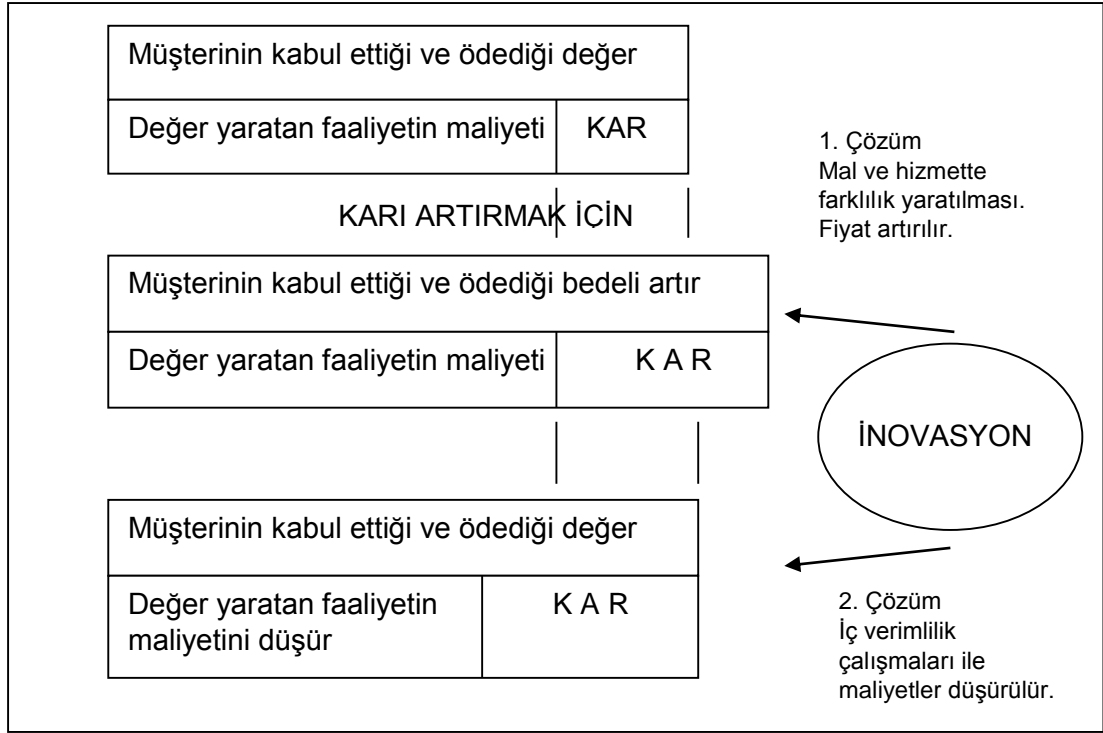 Müşterinin kabul ettiği ve ödediği değer
Değer yaratan faaliyetin maliyeti KAR
KARI ARTIRMAK İÇİN
1. Çözüm
Mal ve hizmette
farklılık yaratılması.
Fiyat artırılır.
Müşterinin kabul ettiği ve ödediği bedeli artır
Değer yaratan faaliyetin maliyeti K A R
İNOVASYON
Müşterinin kabul ettiği ve ödediği değer
Değer yaratan faaliyetin
maliyetini düşür
K A R
2. Çözüm
İç verimlilik
çalışmaları ile
maliyetler düşürülür.